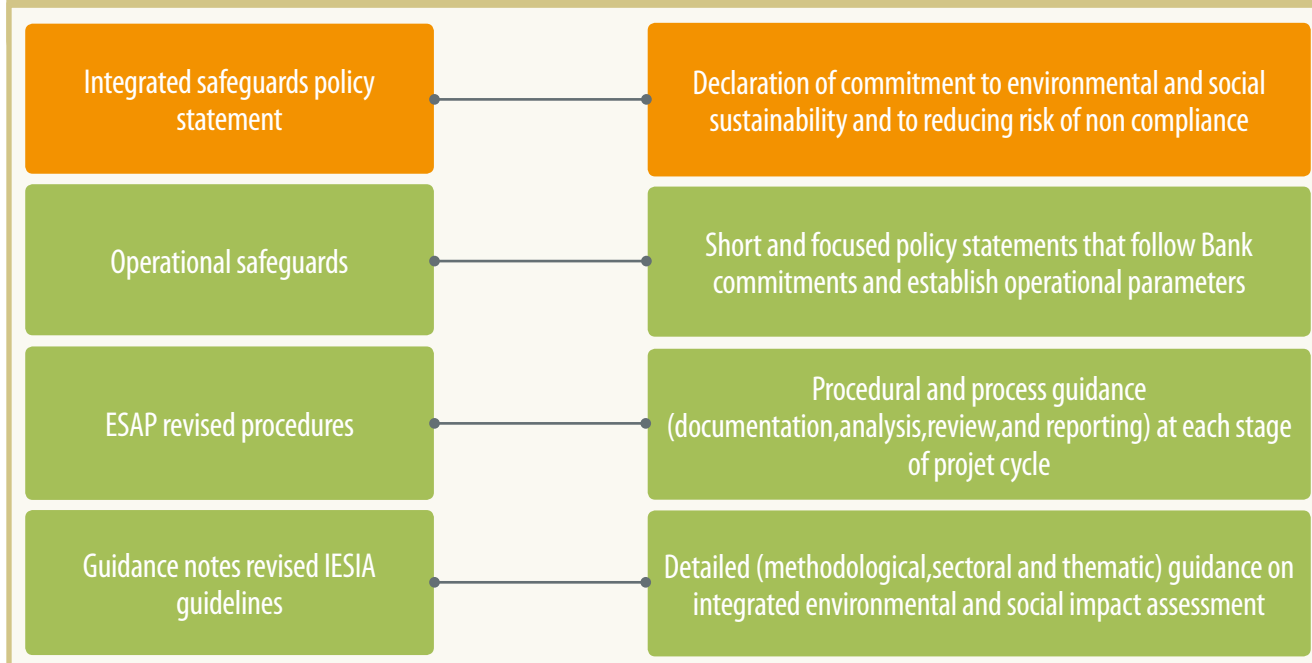 Integrated safeguards policy
statement
Declaration of commitment to environmental and social
sustainability and to reducing risk of non compliance
Operational safeguards
Short and focused policy statements that follow Bank
commitments and establish operational parameters
ESAP revised procedures
Procedural and process guidance
(documentation,analysis,review,and reporting) at each stage
of projet cycle
Guidance notes revised IESIA
guidelines
Detailed (methodological,sectoral and thematic) guidance on
integrated environmental and social impact assessment